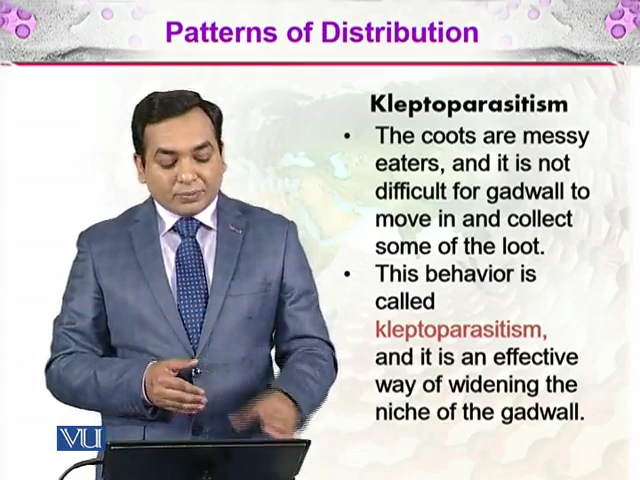 Patterns of Distribution
Kleptoparasitism
• The coots are messy
eaters, and it is not
difficult for gadwall to
move in and collect
some of the loot.
• This behavior is
called
kleptoparasitism,
and it is an effective
way of widening the
niche of the gadwall.
VU